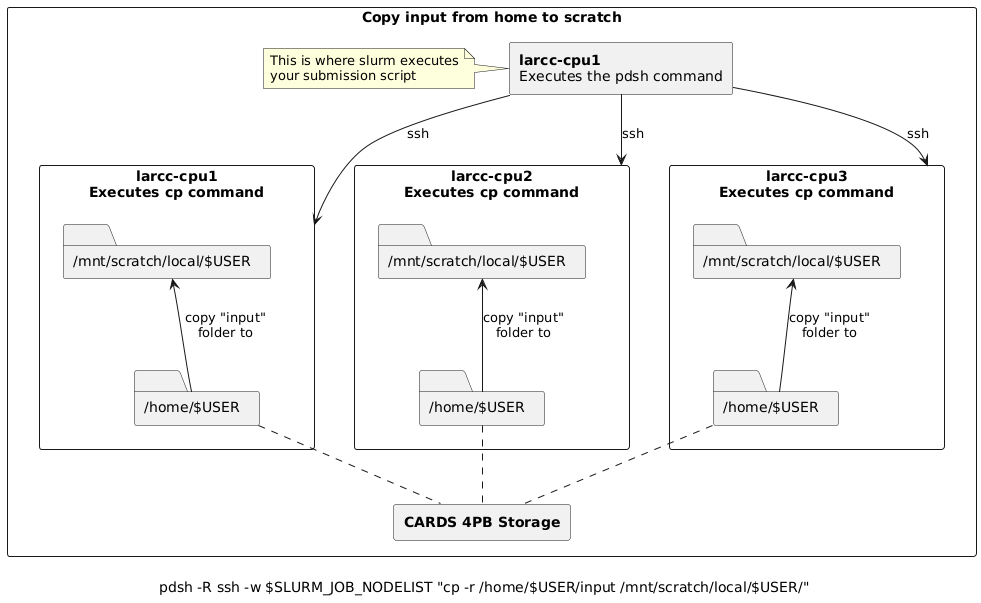 Copy input from home to scratch
This is where slurm executes
your submission script
larcc-cpu1
Executes the pdsh command
ssh
ssh
ssh
larcc-cpu1
Executes cp command
/mnt/scratch/local/$USER
copy "input"
folder to
/home/$USER
larcc-cpu2
Executes cp command
/mnt/scratch/local/$USER
copy "input"
folder to
/home/$USER
larcc-cpu3
Executes cp command
/mnt/scratch/local/$USER
copy "input"
folder to
/home/$USER
CARDS 4PB Storage
pdsh -R ssh -w $SLURM_JOB_NODELIST "cp -r /home/$USER/input /mnt/scratch/local/$USER/"